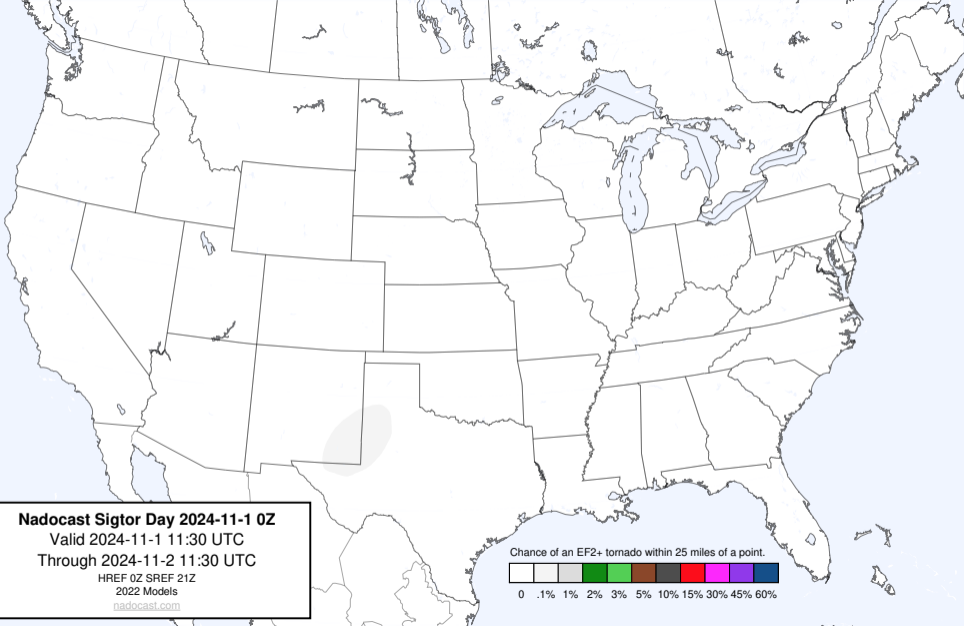 Nadocast Sigtor Day 2024-11-1 0Z
Valid 2024-11-1 11:30 UTC
Through 2024-11-2 11:30 UTC
HREF 0Z SREF 21Z
2022 Models
nadocast.com
Chance of an EF2+ tornado within 25 miles of a point.
0 .1% 1% 2% 3% 5% 10% 15% 30% 45% 60%